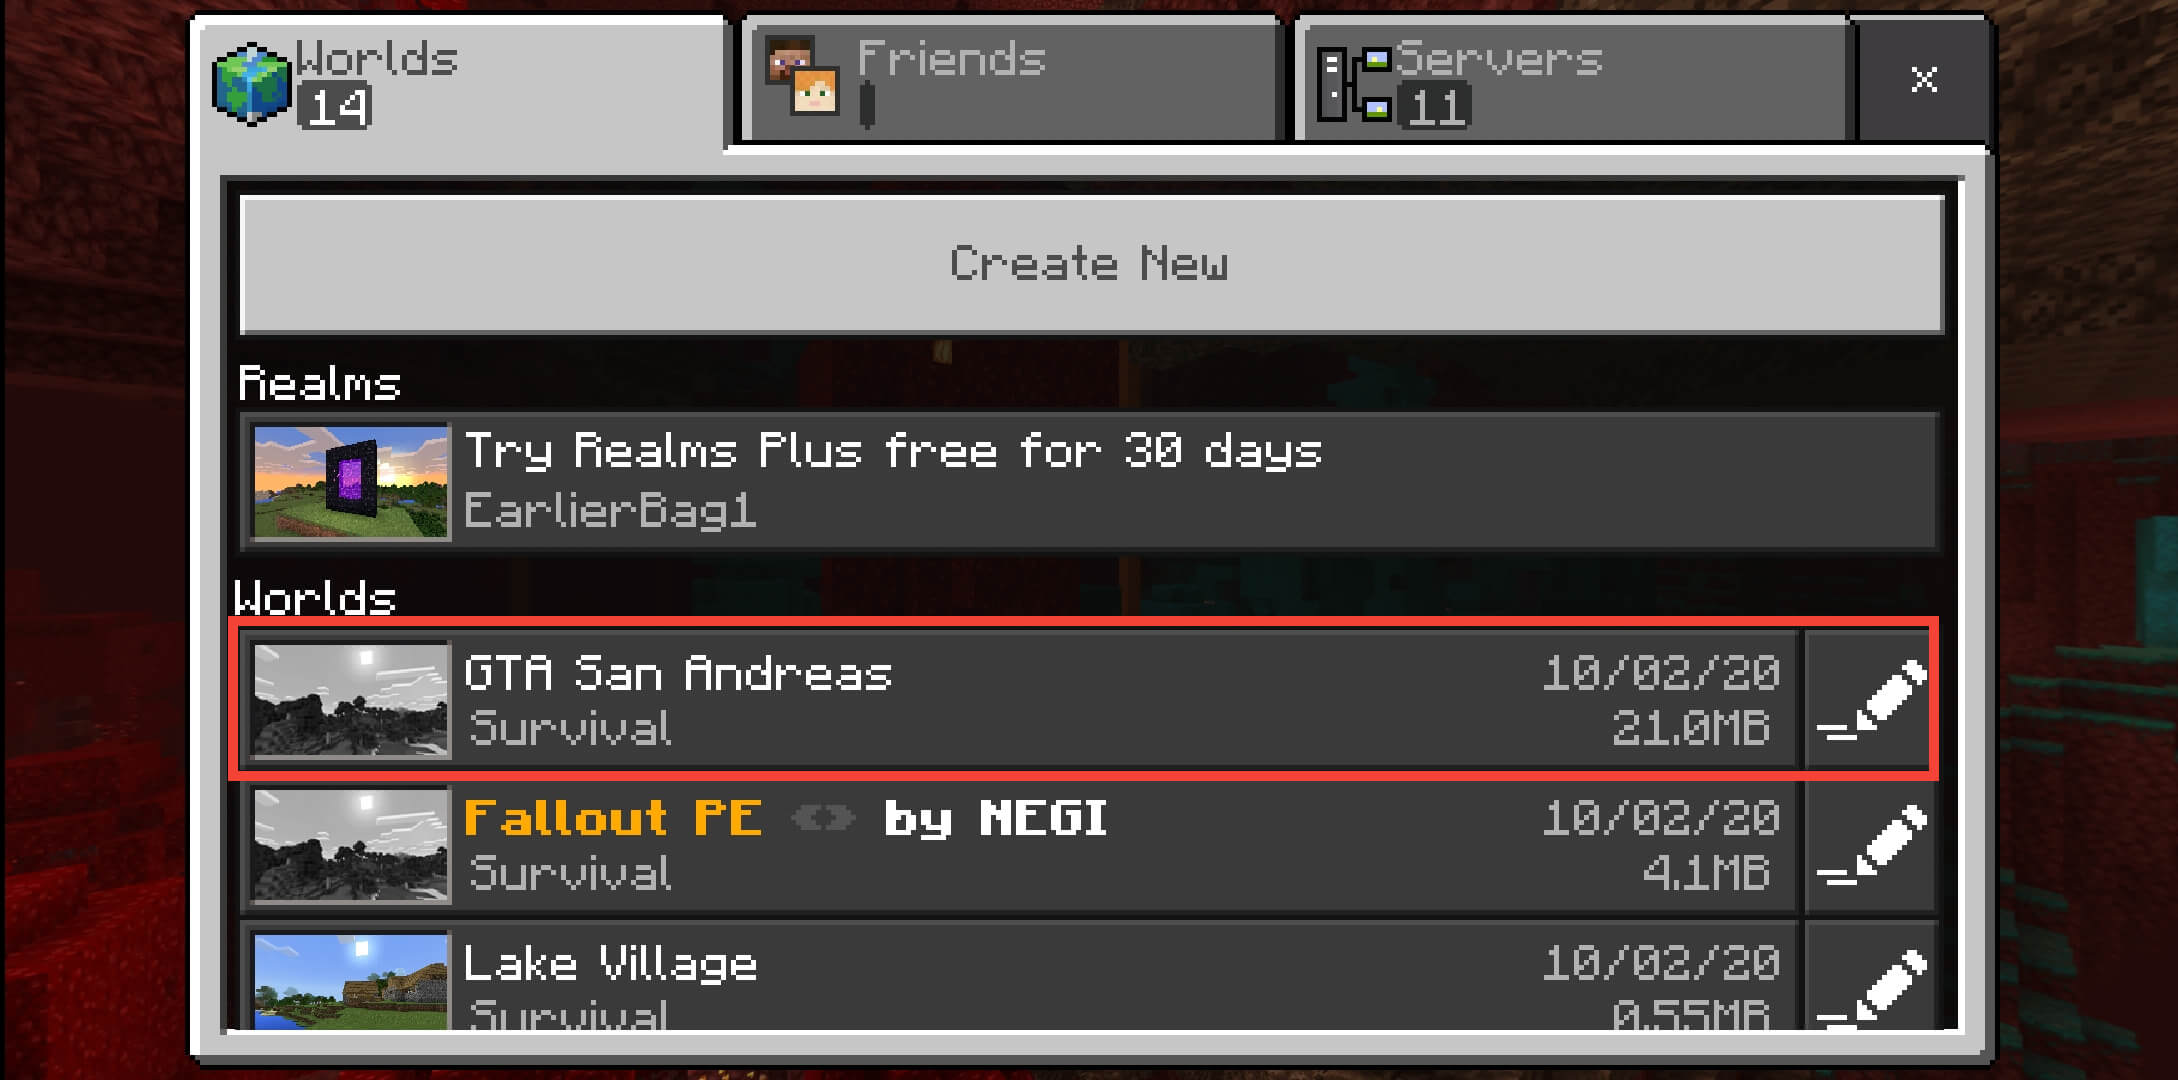 Worlds
14
Friends
Servers
11
Create New
Realms
Try Realms Plus free for 30 days
EarlierBag1
Worlds
GTA San Andreas
10/02/20
Survival
21.0MB
Fallout PE <> by NEGI
10/02/20
Survival
4.1MB
Lake Village
10/02/20
Survival
0.55MB